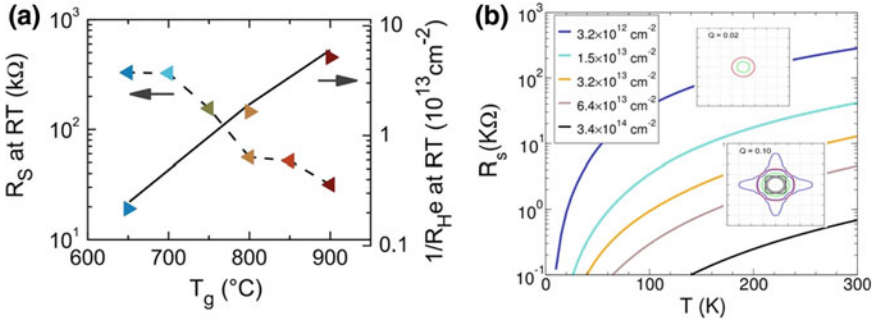 (a)
10³
10²
10¹
R_S at RT (kΩ)
10
1
0.1
1/R_He at RT (10¹³cm⁻²)
600
700
800
900
T_g (°C)
(b)
10³
10²
10¹
10⁰
10⁻¹
R_s(KΩ)
3.2×10¹² cm⁻²
1.5×10¹³ cm⁻²
3.2×10¹³ cm⁻²
6.4×10¹³ cm⁻²
3.4×10¹⁴ cm⁻²
Q = 0.02
Q = 0.10
0
100
200
300
T (K)